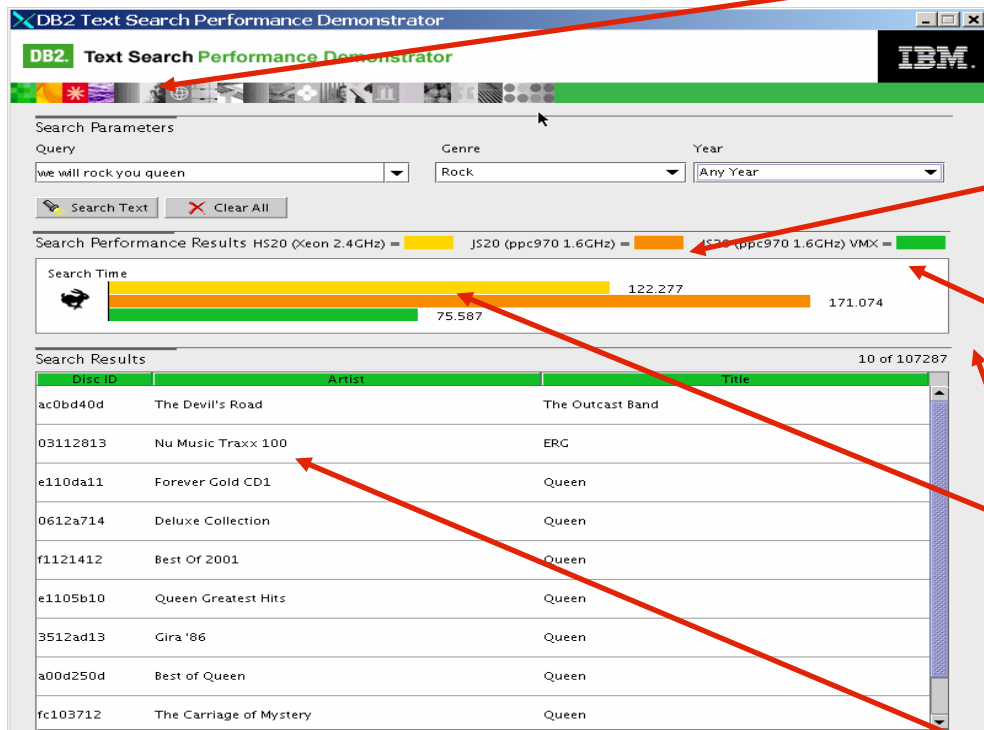 DB2 Text Search Performance Demonstrator
DB2. Text Search Performance Demonstrator
IBM.
Search Parameters
Query Genre Year
we will rock you queen Rock Any Year
Search Text Clear All
Search Performance Results HS20 (Xeon 2.4GHz) = JS20 (ppc970 1.6GHz) = JS20 (ppc970 1.6GHz) VMX =
Search Time
122.277
171.074
75.587
Search Results 10 of 107287
Disc ID Artist Title
ac0bd40d The Devil's Road The Outcast Band
03112813 Nu Music Traxx 100 ERG
e110da11 Forever Gold CD1 Queen
0612a714 Deluxe Collection Queen
f1121412 Best Of 2001 Queen
e1105b10 Queen Greatest Hits Queen
3512ad13 Gira '86 Queen
a00d250d Best of Queen Queen
fc103712 The Carriage of Mystery Queen